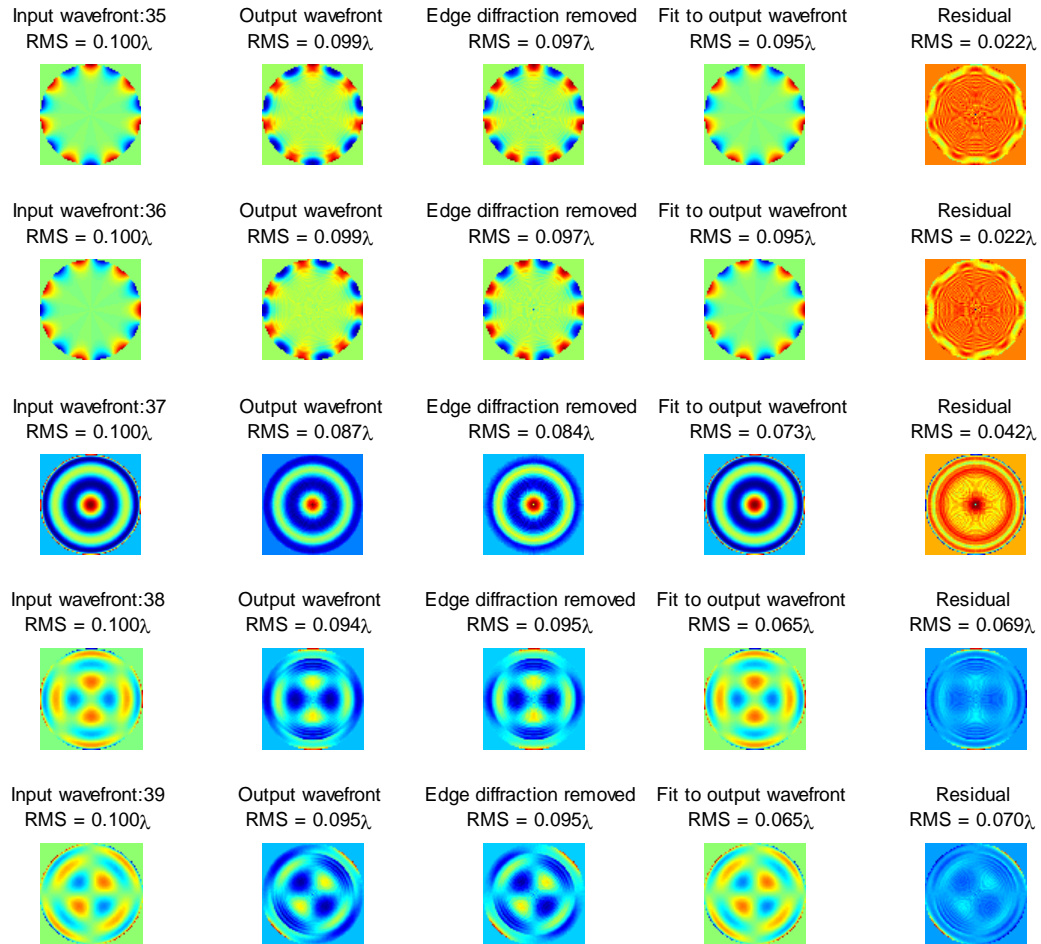 Input wavefront:35 Output wavefront Edge diffraction removed Fit to output wavefront Residual
RMS = 0.100λ RMS = 0.099λ RMS = 0.097λ RMS = 0.095λ RMS = 0.022λ
Input wavefront:36 Output wavefront Edge diffraction removed Fit to output wavefront Residual
RMS = 0.100λ RMS = 0.099λ RMS = 0.097λ RMS = 0.095λ RMS = 0.022λ
Input wavefront:37 Output wavefront Edge diffraction removed Fit to output wavefront Residual
RMS = 0.100λ RMS = 0.087λ RMS = 0.084λ RMS = 0.073λ RMS = 0.042λ
Input wavefront:38 Output wavefront Edge diffraction removed Fit to output wavefront Residual
RMS = 0.100λ RMS = 0.094λ RMS = 0.095λ RMS = 0.065λ RMS = 0.069λ
Input wavefront:39 Output wavefront Edge diffraction removed Fit to output wavefront Residual
RMS = 0.100λ RMS = 0.095λ RMS = 0.095λ RMS = 0.065λ RMS = 0.070λ